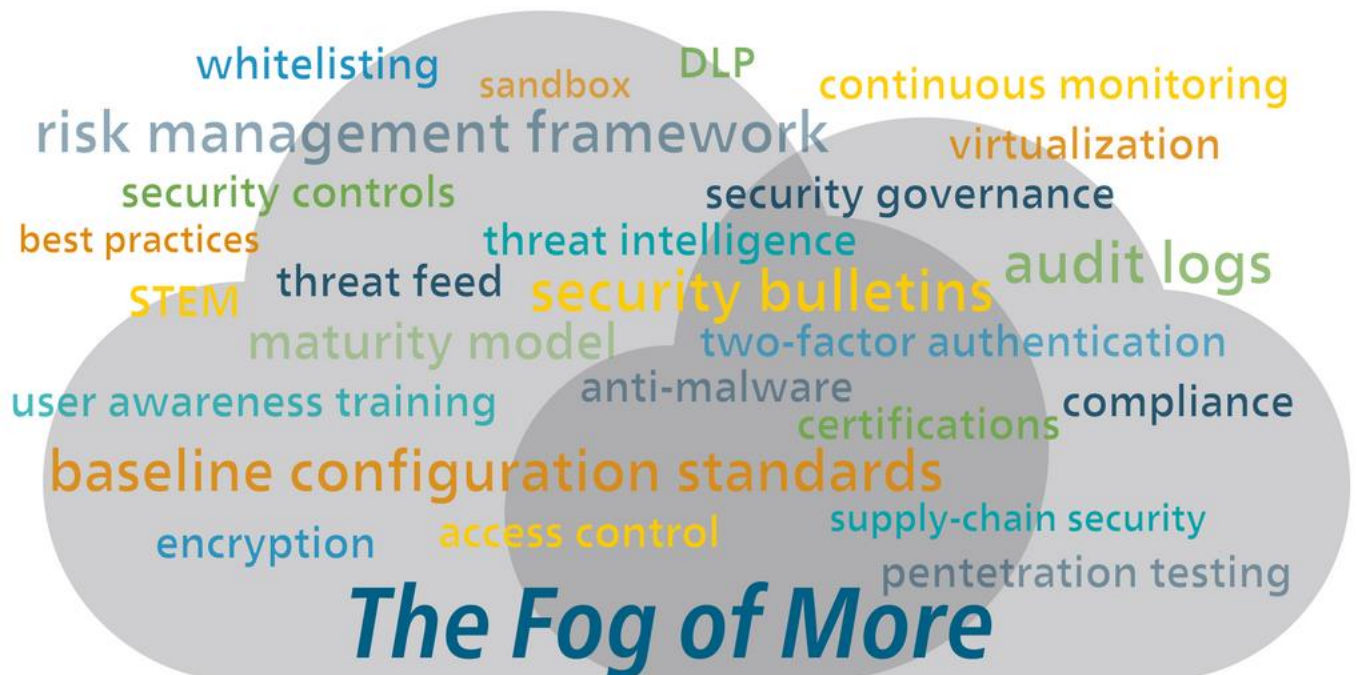 whitelisting
sandbox
DLP
continuous monitoring
risk management framework
virtualization
security controls
security governance
best practices
threat intelligence
audit logs
STEM
threat feed
security bulletins
maturity model
two-factor authentication
user awareness training
anti-malware
certifications
compliance
baseline configuration standards
encryption
access control
supply-chain security
pentetration testing
The Fog of More